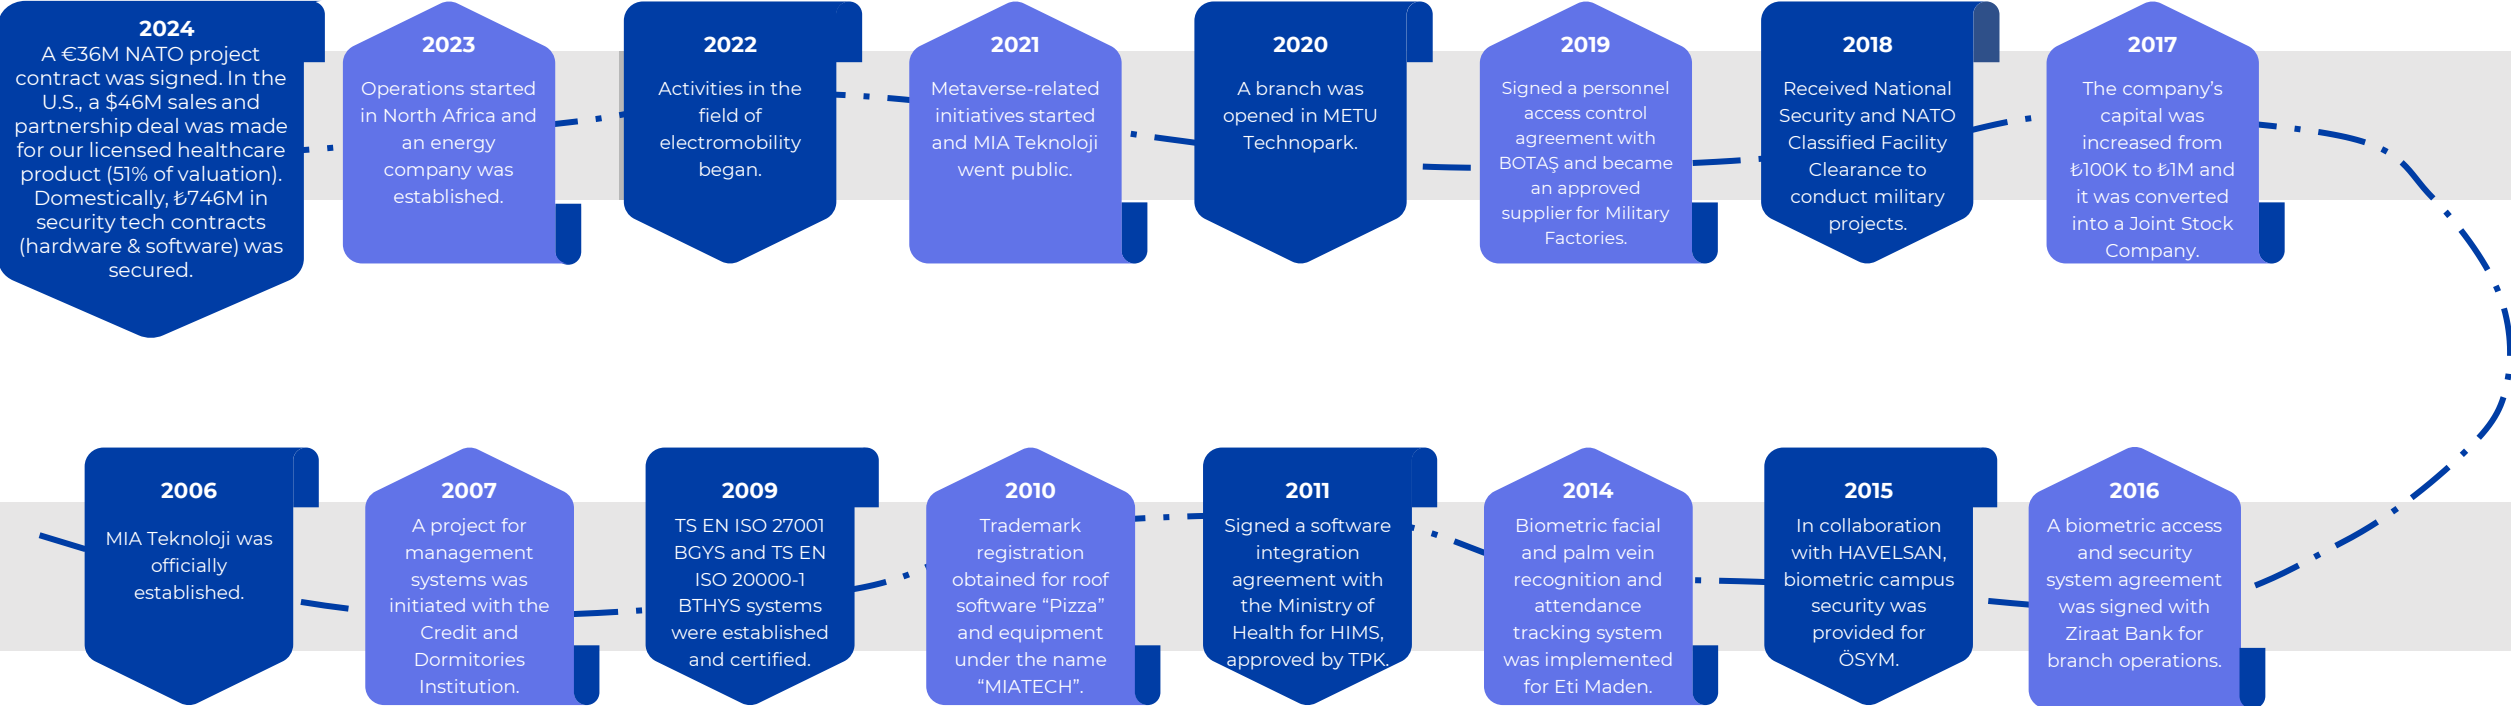 2024
A €36M NATO project
contract was signed. In the
U.S., a $46M sales and
partnership deal was made
for our licensed healthcare
product (51% of valuation).
Domestically, ₺746M in
security tech contracts
(hardware & software) was
secured.
2023
Operations started
in North Africa and
an energy
company was
established.
2022
Activities in the
field of
electromobility
began.
2021
Metaverse-related
initiatives started
and MIA Teknoloji
went public.
2020
A branch was
opened in METU
Technopark.
2019
Signed a personnel
access control
agreement with
BOTAŞ and became
an approved
supplier for Military
Factories.
2018
Received National
Security and NATO
Classified Facility
Clearance to
conduct military
projects.
2017
The company’s
capital was
increased from
₺100K to ₺1M and
it was converted
into a Joint Stock
Company.
2006
MIA Teknoloji was
officially
established.
2007
A project for
management
systems was
initiated with the
Credit and
Dormitories
Institution.
2009
TS EN ISO 27001
BGYS and TS EN
ISO 20000-1
BTHYS systems
were established
and certified.
2010
Trademark
registration
obtained for roof
software “Pizza”
and equipment
under the name
“MIATECH”.
2011
Signed a software
integration
agreement with
the Ministry of
Health for HIMS,
approved by TPK.
2014
Biometric facial
and palm vein
recognition and
attendance
tracking system
was implemented
for Eti Maden.
2015
In collaboration
with HAVELSAN,
biometric campus
security was
provided for
ÖSYM.
2016
A biometric access
and security
system agreement
was signed with
Ziraat Bank for
branch operations.